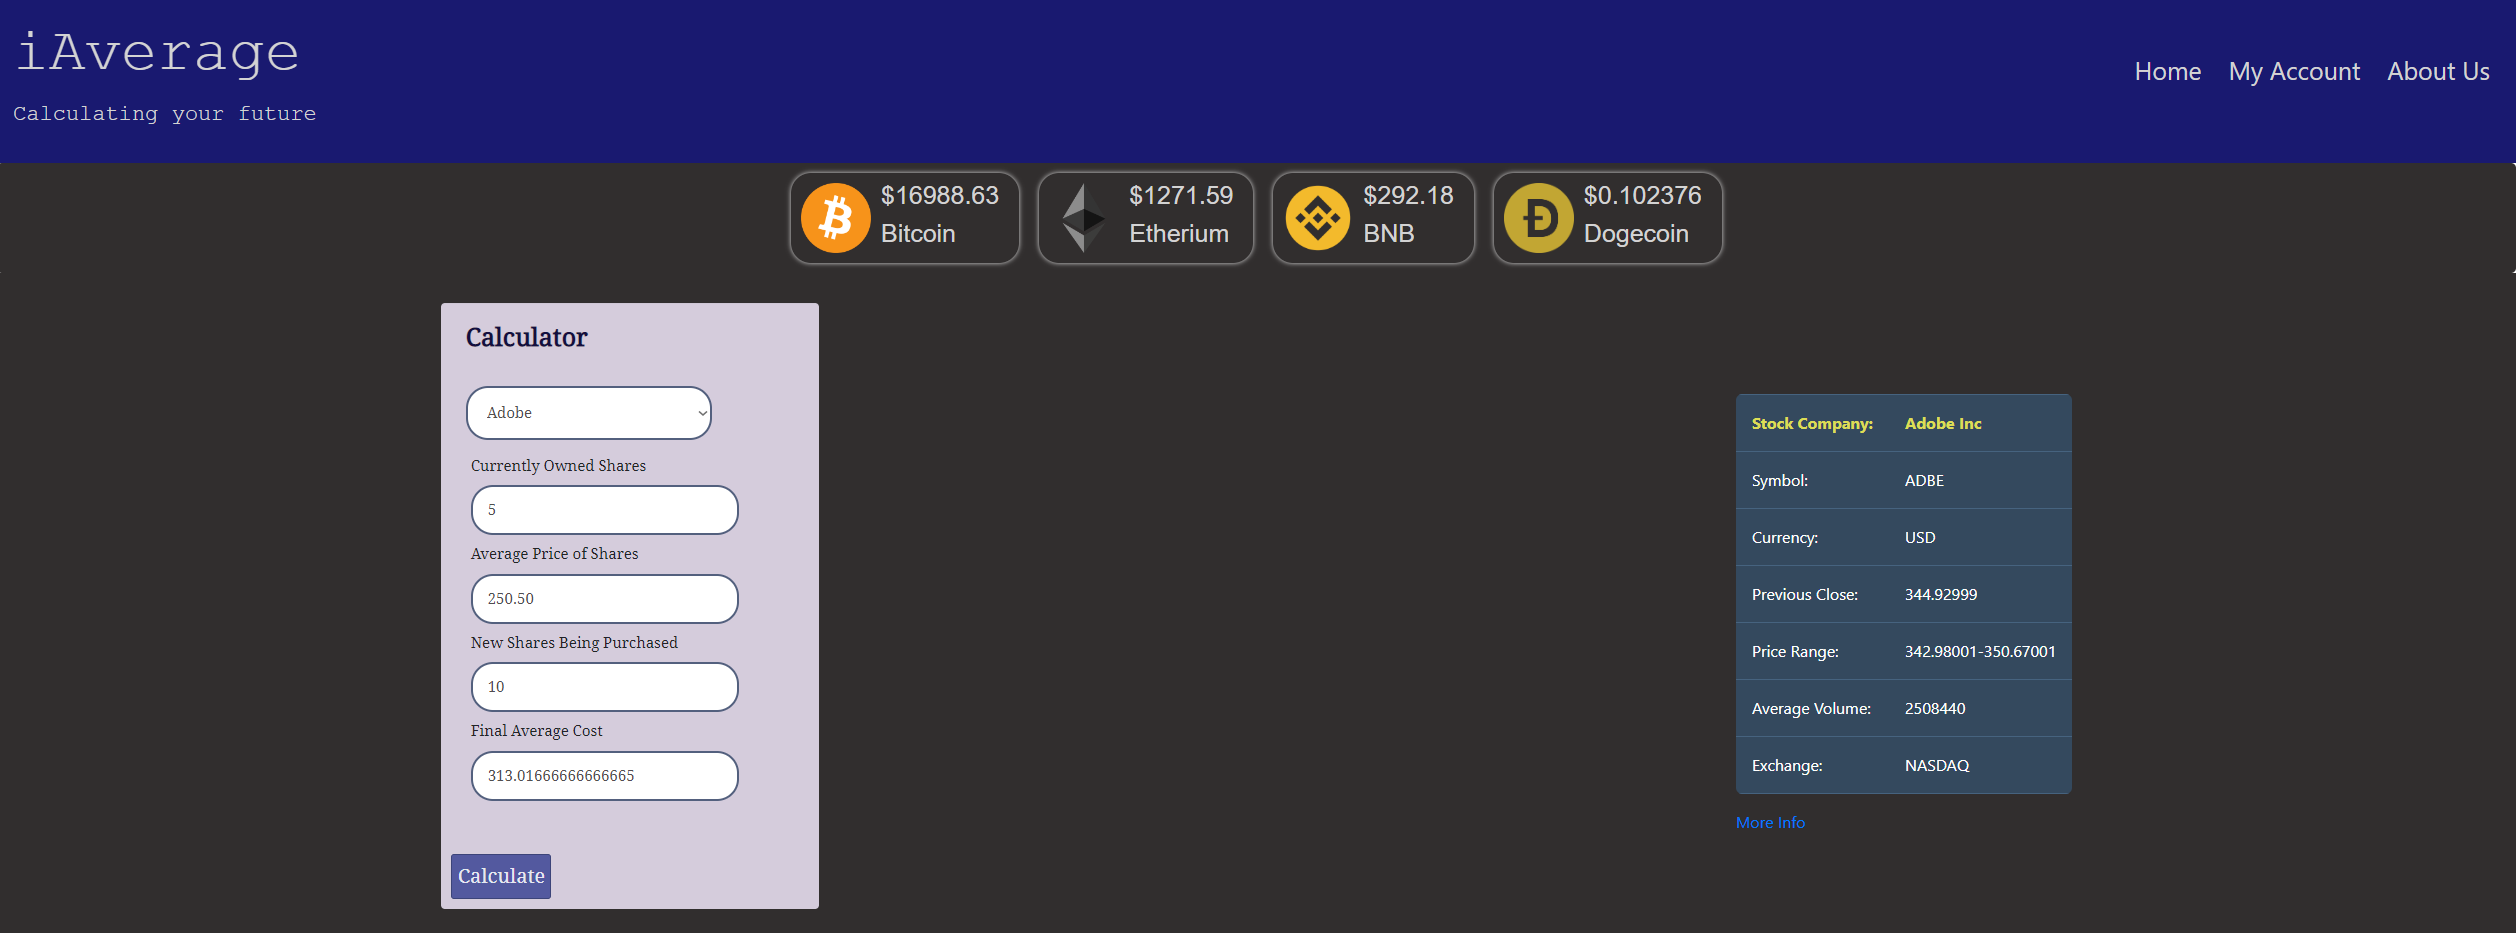 iAverage
Calculating your future
Home My Account About Us
$16988.63
Bitcoin
$1271.59
Etherium
$292.18
BNB
$0.102376
Dogecoin
Calculator
Adobe
Currently Owned Shares
5
Average Price of Shares
250.50
New Shares Being Purchased
10
Final Average Cost
313.01666666666665
Calculate
Stock Company: Adobe Inc
Symbol: ADBE
Currency: USD
Previous Close: 344.92999
Price Range: 342.98001-350.67001
Average Volume: 2508440
Exchange: NASDAQ
More Info